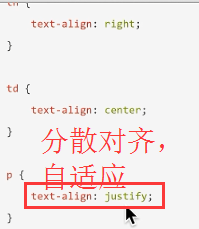 text-align: right;
}
td {
text-align: center;
}
分散对齐，
自适应
p {
text-align: justify;
}